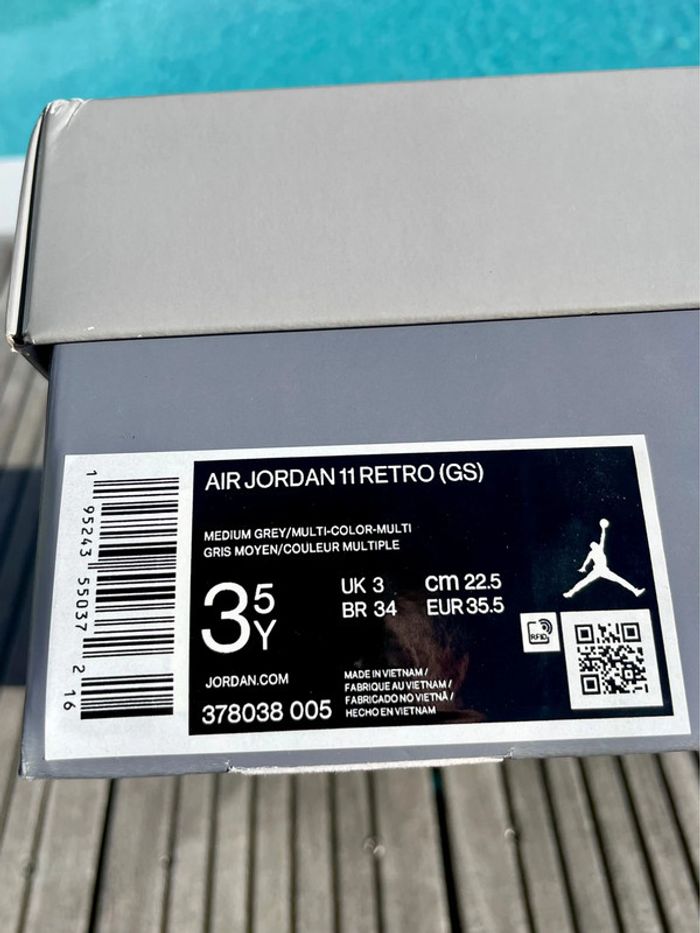 AIR JORDAN 11 RETRO (GS)
MEDIUM GREY/MULTI-COLOR-MULTI
GRIS MOYEN/COULEUR MULTIPLE
3 5Y
UK 3 cm 22.5
BR 34 EUR 35.5
RFID
JORDAN.COM
378038 005
MADE IN VIETNAM /
FABRIQUE AU VIETNAM /
FABRICADO NO VIETNÃ /
HECHO EN VIETNAM
1 95243 55037 2 16